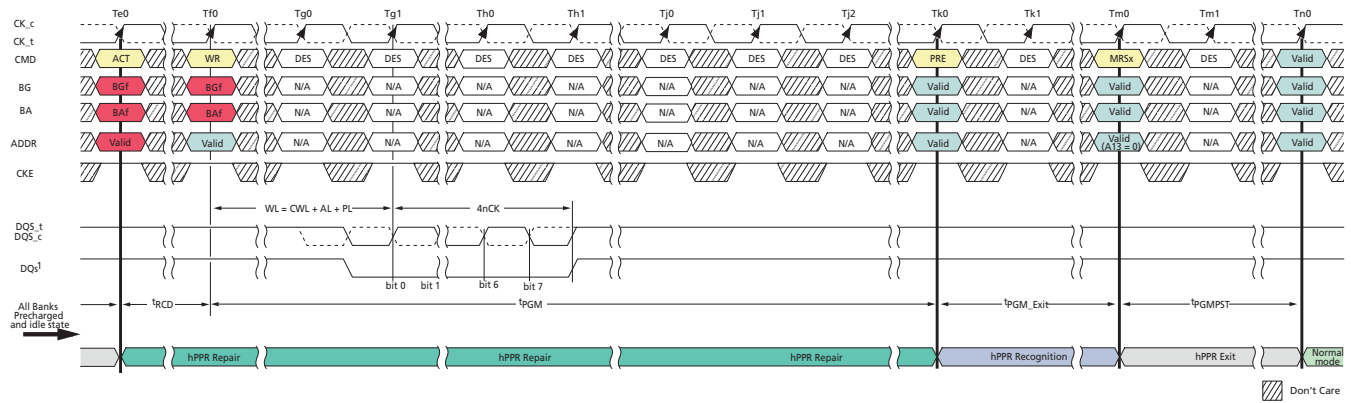 Te0 Tf0 Tg0 Tg1 Th0 Th1 Tj0 Tj1 Tj2 Tk0 Tk1 Tm0 Tm1 Tn0
CK_c
CK_t
CMD ACT WR DES DES DES DES DES DES DES PRE DES MRSx DES Valid
BG BGf BGf N/A N/A N/A N/A N/A N/A N/A Valid N/A Valid N/A Valid
BA BAf BAf N/A N/A N/A N/A N/A N/A N/A Valid N/A Valid N/A Valid
ADDR Valid Valid N/A N/A N/A N/A N/A N/A N/A Valid N/A Valid (A13 = 0) N/A Valid
CKE
WL = CWL + AL + PL 4nCK
DQS_t
DQS_c
DQs1
bit 0 bit 1 bit 6 bit 7
All Banks
Precharged
and idle state
tRCD tPGM tPGM_Exit tPGMPST
hPPR Repair hPPR Repair hPPR Repair hPPR Recognition hPPR Exit Normal
mode
Don't Care